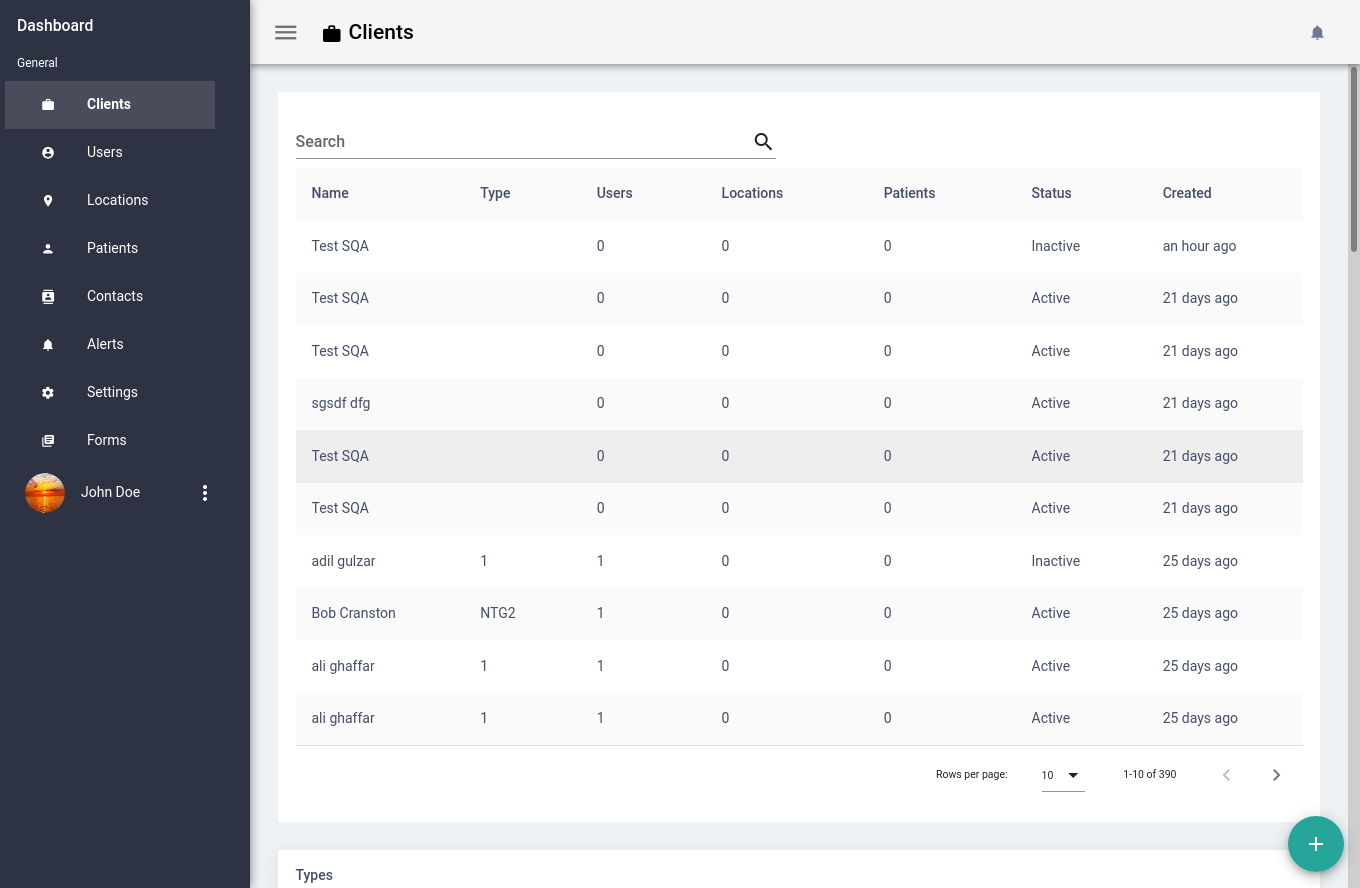 Dashboard
General
Clients
Users
Locations
Patients
Contacts
Alerts
Settings
Forms
John Doe
Clients
Search
Name Type Users Locations Patients Status Created
Test SQA 0 0 0 Inactive an hour ago
Test SQA 0 0 0 Active 21 days ago
Test SQA 0 0 0 Active 21 days ago
sgsdf dfg 0 0 0 Active 21 days ago
Test SQA 0 0 0 Active 21 days ago
Test SQA 0 0 0 Active 21 days ago
adil gulzar 1 1 0 0 Inactive 25 days ago
Bob Cranston NTG2 1 0 0 Active 25 days ago
ali ghaffar 1 1 0 0 Active 25 days ago
ali ghaffar 1 1 0 0 Active 25 days ago
Rows per page: 10 1-10 of 390
Types